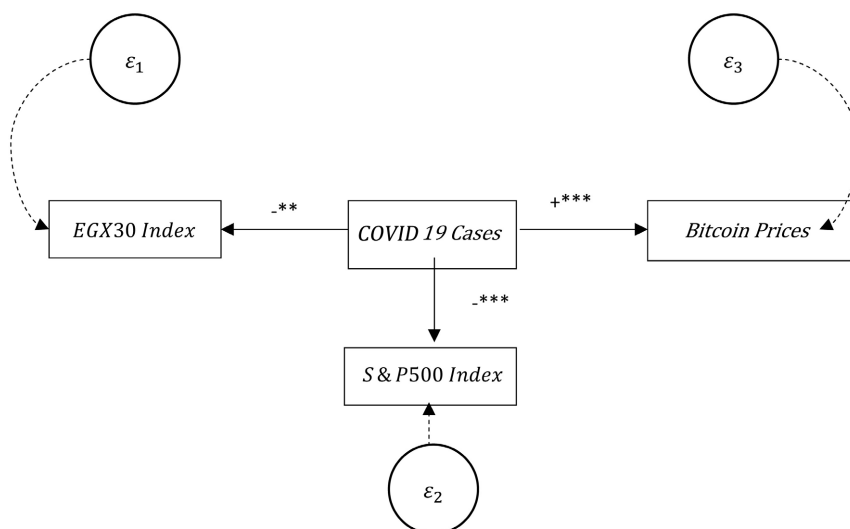 ε1
ε3
-**
+***
EGX30 Index
COVID 19 Cases
Bitcoin Prices
-***
S & P500 Index
ε2